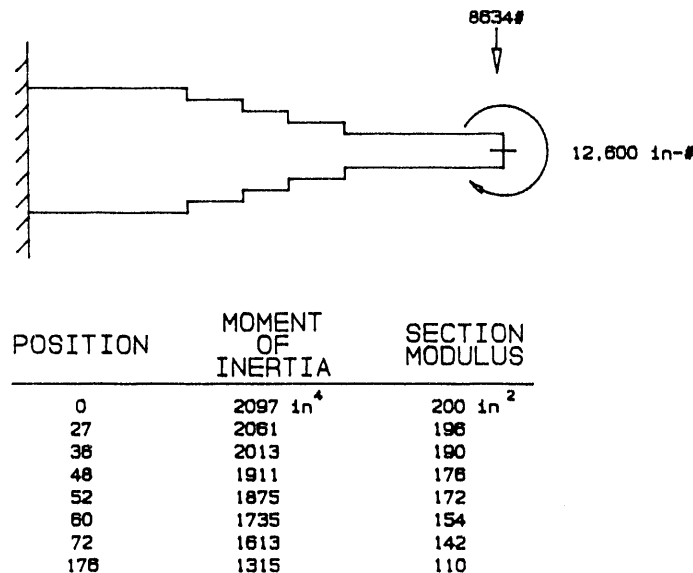 8634#
12,600 in-#
POSITION
MOMENT
OF
INERTIA
SECTION
MODULUS
0 2097 in⁴ 200 in²
27 2061 196
36 2013 190
48 1911 176
52 1875 172
60 1735 154
72 1613 142
176 1315 110